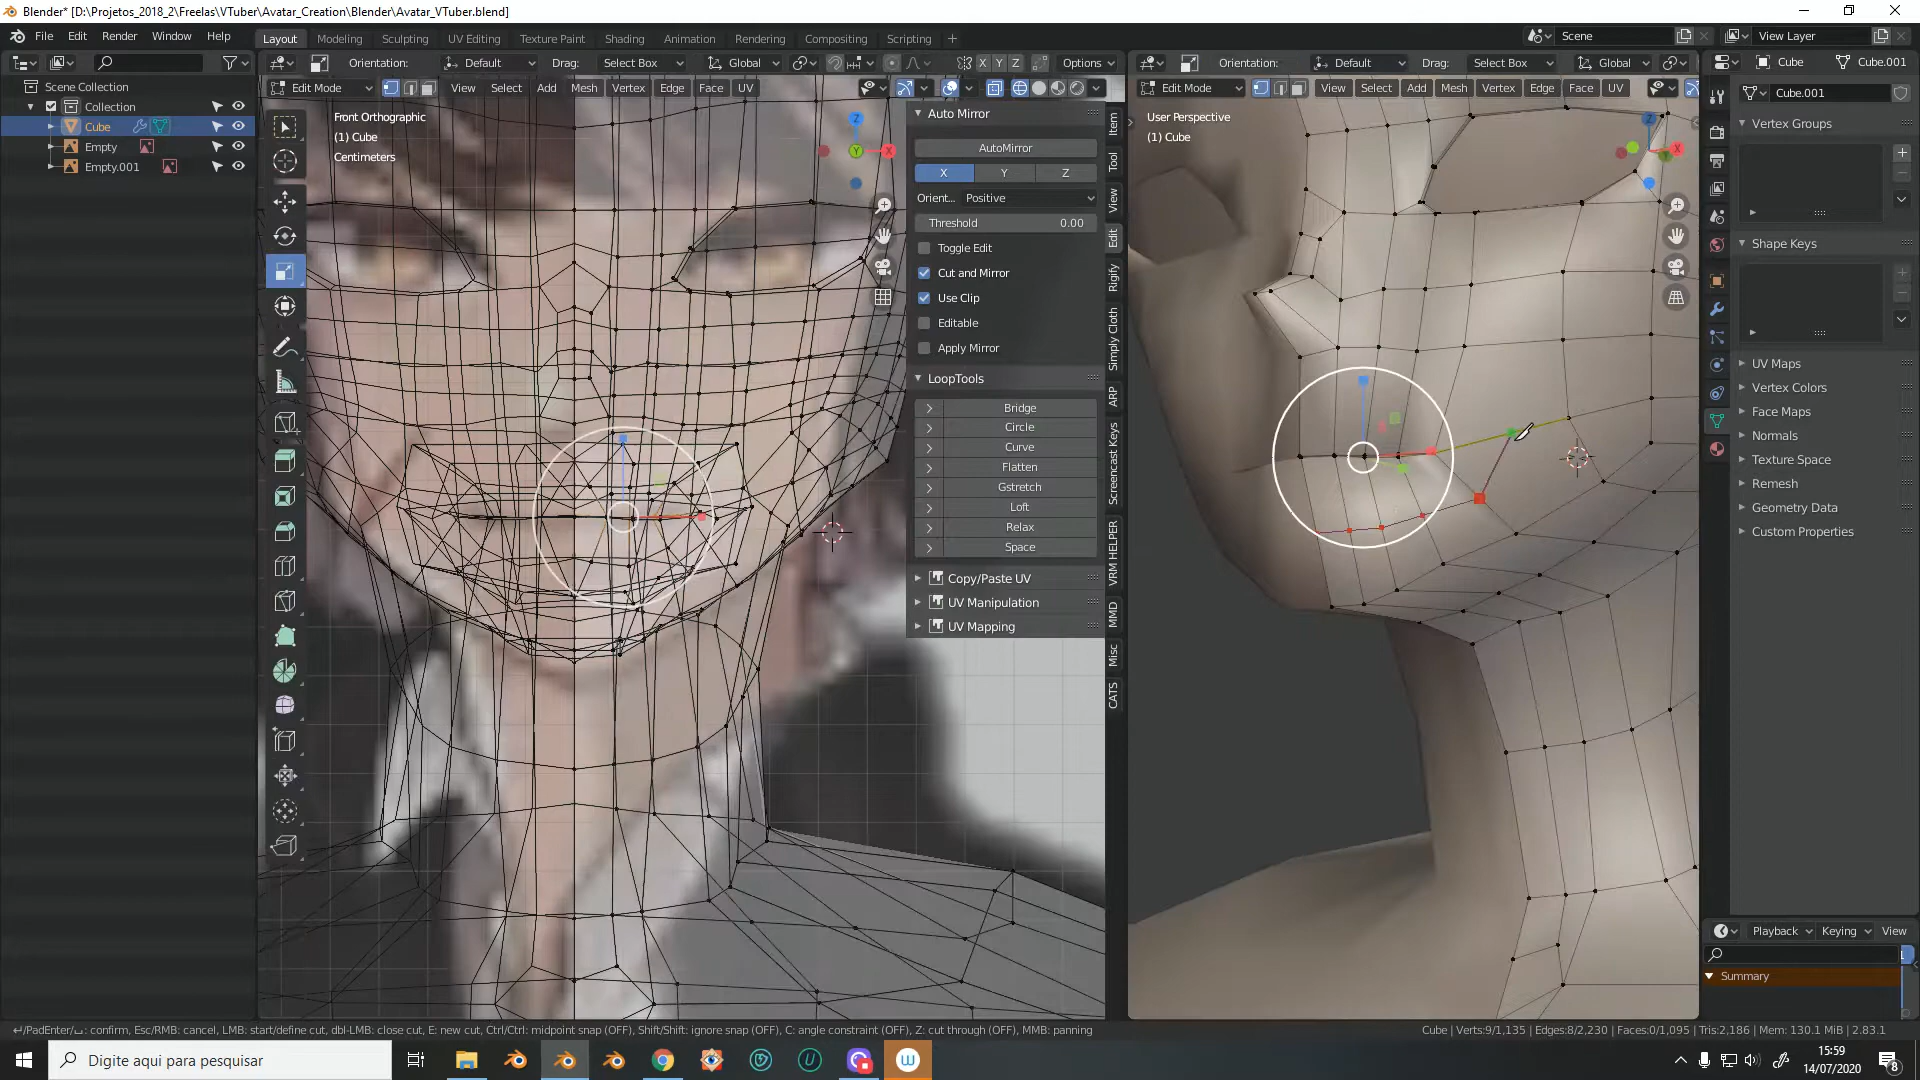 Blender* [D:\Projetos_2018_2\Freelas\VTuber\Avatar_Creation\Blender\Avatar_VTuber.blend]
File Edit Render Window Help
Layout Modeling Sculpting UV Editing Texture Paint Shading Animation Rendering Compositing Scripting
Scene
View Layer
Orientation: Default Drag: Select Box Global X Y Z Options
Orientation: Default Drag: Select Box Global
Cube Cube.001
Edit Mode View Select Add Mesh Vertex Edge Face UV
Edit Mode View Select Add Mesh Vertex Edge Face UV
Scene Collection
Collection
Cube
Empty
Empty.001
Front Orthographic
(1) Cube
Centimeters
Z
Y
X
Auto Mirror
AutoMirror
X Y Z
Orient... Positive
Threshold 0.00
Toggle Edit
Cut and Mirror
Use Clip
Editable
Apply Mirror
LoopTools
Bridge
Circle
Curve
Flatten
Gstretch
Loft
Relax
Space
Copy/Paste UV
UV Manipulation
UV Mapping
Item
Tool
View
Edit
Rigify
Simply Cloth
ARP
Screencast Keys
VRM HELPER
MMD
Misc
CATS
User Perspective
(1) Cube
Z
X
Cube.001
Vertex Groups
Shape Keys
UV Maps
Vertex Colors
Face Maps
Normals
Texture Space
Remesh
Geometry Data
Custom Properties
Playback Keying View
1
Summary
/PadEnter/ : confirm, Esc/RMB: cancel, LMB: start/define cut, dbl-LMB: close cut, E: new cut, Ctrl/Ctrl: midpoint snap (OFF), Shift/Shift: ignore snap (OFF), C: angle constraint (OFF), Z: cut through (OFF), MMB: panning
Cube | Verts:9/1,135 | Edges:8/2,230 | Faces:0/1,095 | Tris:2,186 | Mem: 130.1 MiB | 2.83.1
Digite aqui para pesquisar
15:59
14/07/2020
8